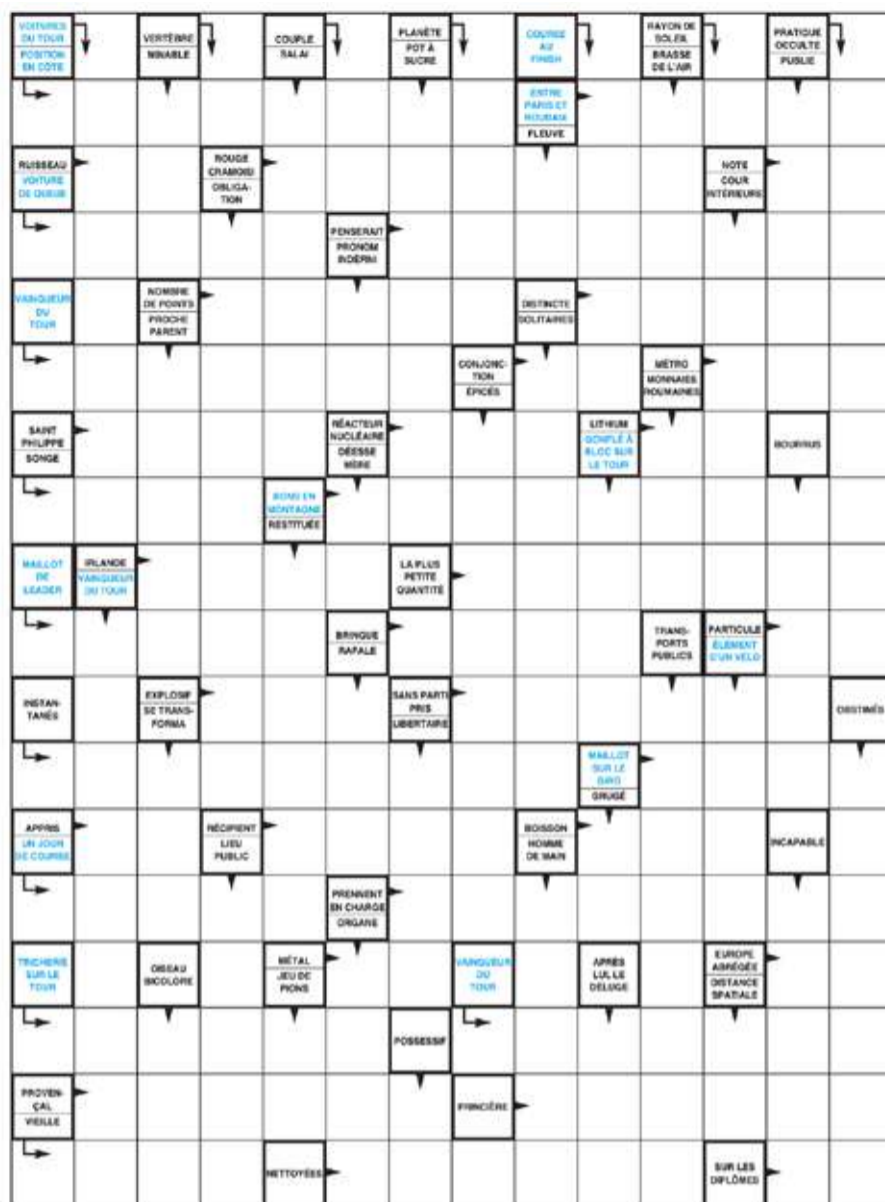 VOITURES
DU TOUR
POSITION
EN CÔTE
VERTÈBRE
MINABLE
COUPLE
BALAI
PLANÈTE
POT À
SUCRE
COURSE
AU
FINISH
RAYON DE
SOLEIL
BRASSE
DE L'AIR
PRATIQUE
OCCULTE
PUBLIE
ENTRE
PARIS ET
ROUBAIX
FLEUVE
RUISSEAU
VOITURE
DE QUEUE
ROUGE
CRAMOISI
OBLIGA-
TION
NOTE
COUR
INTÉRIEURE
PENSERAIT
PRONOM
INDÉFINI
VAINQUEUR
DU
TOUR
NOMBRE
DE POINTS
PROCHE
PARENT
DISTINCTE
SOLITAIRES
CONJONC-
TION
ÉPICÉS
MÉTRO
MONNAIES
ROUMAINES
SAINT
PHILIPPE
SONGE
RÉACTEUR
NUCLÉAIRE
DÉESSE
MÈRE
LITHIUM
GONFLÉ À
BLOC SUR
LE TOUR
BOURRUS
BONS EN
MONTAGNE
RESTITUÉE
MAILLOT
DE
LEADER
IRLANDE
VAINQUEUR
DU TOUR
LA PLUS
PETITE
QUANTITÉ
BRINGUE
RAFALE
TRANS-
PORTS
PUBLICS
PARTICULE
ÉLÉMENT
D'UN VÉLO
INSTAN-
TANÉS
EXPLOSIF
SE TRANS-
FORMA
SANS PARTI
PRIS
LIBERTAIRE
OBSTINÉS
MAILLOT
SUR LE
GIRO
GRUGÉ
APPRIS
UN JOUR
DE COURSE
RÉCIPIENT
LIEU
PUBLIC
BOISSON
HOMME
DE MAIN
INCAPABLE
PRENNENT
EN CHARGE
ORGANE
TRICHERIE
SUR LE
TOUR
OISEAU
BICOLORE
MÉTAL
JEU DE
PIONS
VAINQUEUR
DU
TOUR
APRÈS
LUI, LE
DÉLUGE
EUROPE
ABRÉGÉE
DISTANCE
SPATIALE
POSSESSIF
PROVEN-
ÇAL
VIEILLE
PRINCIÈRE
NETTOYÉES
SUR LES
DIPLÔMES